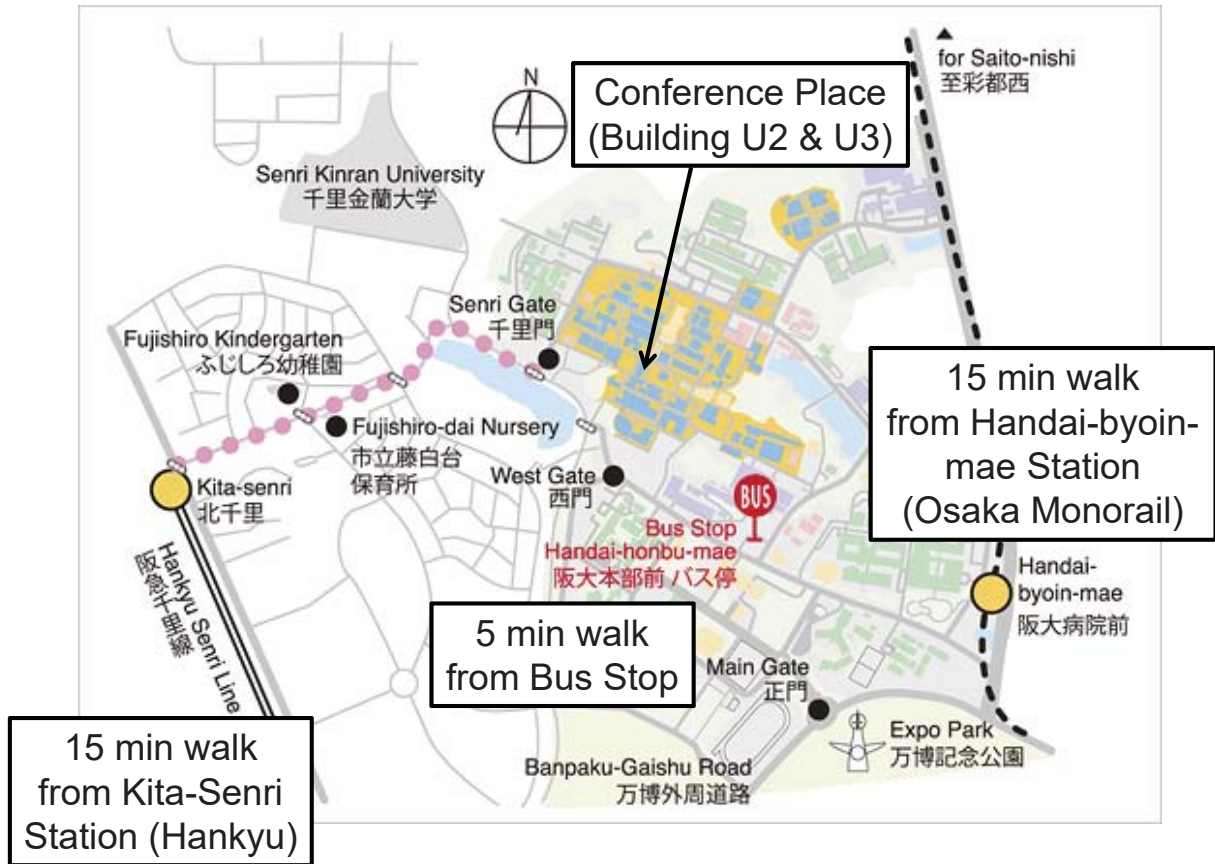 for Saito-nishi
至彩都西
N
Conference Place
(Building U2 & U3)
Senri Kinran University
千里金蘭大学
Senri Gate
千里門
Fujishiro Kindergarten
ふじしろ幼稚園
15 min walk
from Handai-byoin-
mae Station
(Osaka Monorail)
Fujishiro-dai Nursery
市立藤白台
保育所
Kita-senri
北千里
West Gate
西門
BUS
Bus Stop
Handai-honbu-mae
阪大本部前 バス停
Hankyu Senri Line
阪急千里線
Handai-
byoin-mae
阪大病院前
5 min walk
from Bus Stop
Main Gate
正門
Expo Park
万博記念公園
15 min walk
from Kita-Senri
Station (Hankyu)
Banpaku-Gaishu Road
万博外周道路